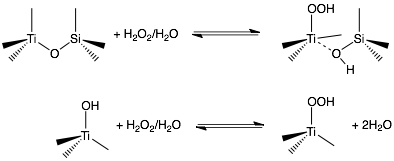 OOH
Ti O Si + H₂O₂/H₂O Ti O H Si
OH OOH
Ti + H₂O₂/H₂O Ti + 2H₂O